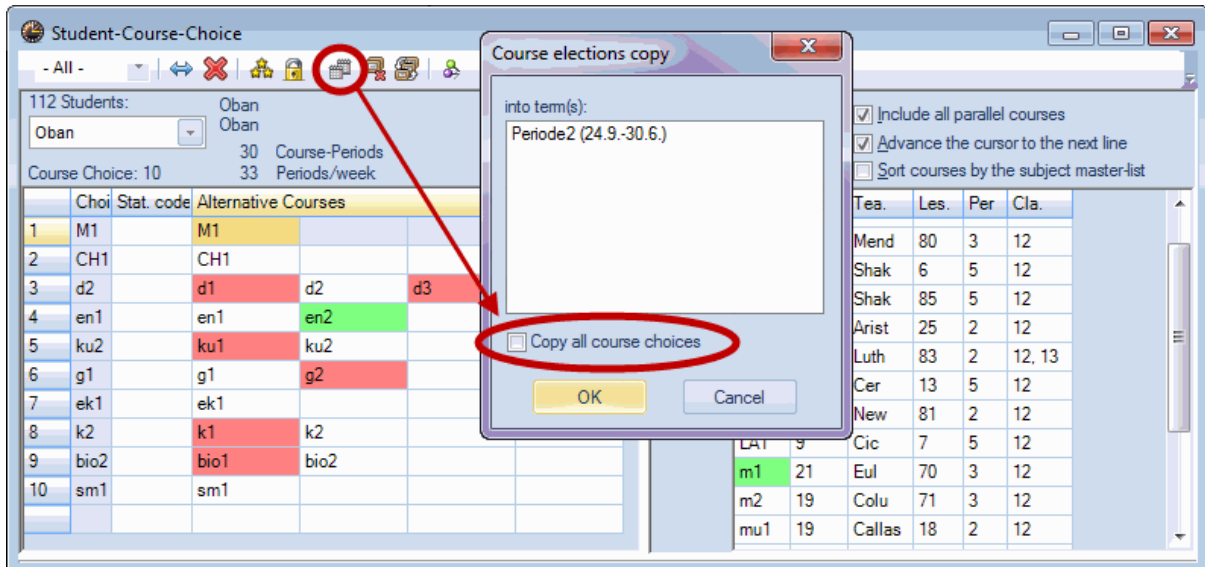 Student-Course-Choice
- All -
112 Students:
Oban
Oban
Oban
30 Course-Periods
Course Choice: 10
33 Periods/week
Choi Stat. code Alternative Courses
1 M1 M1
2 CH1 CH1
3 d2 d1 d2 d3
4 en1 en1 en2
5 ku2 ku1 ku2
6 g1 g1 g2
7 ek1 ek1
8 k2 k1 k2
9 bio2 bio1 bio2
10 sm1 sm1
Course elections copy
into term(s):
Periode2 (24.9.-30.6.)
Copy all course choices
OK Cancel
Include all parallel courses
Advance the cursor to the next line
Sort courses by the subject master-list
Tea. Les. Per Cla.
Mend 80 3 12
Shak 6 5 12
Shak 85 5 12
Arist 25 2 12
Luth 83 2 12, 13
Cer 13 5 12
New 81 2 12
LA1 9 Cic 7 5 12
m1 21 Eul 70 3 12
m2 19 Colu 71 3 12
mu1 19 Callas 18 2 12